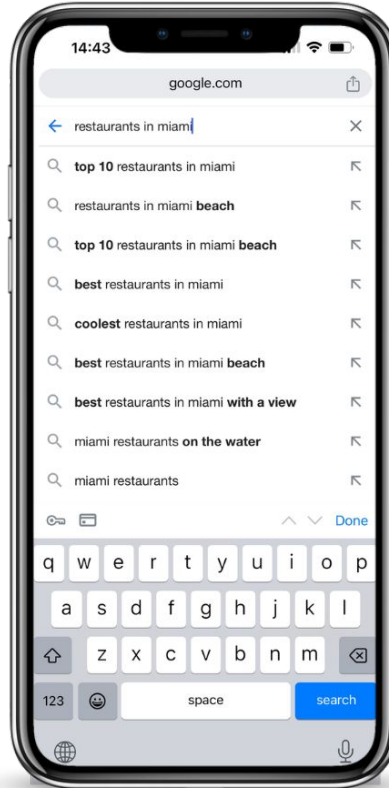 14:43
google.com
restaurants in miami
top 10 restaurants in miami
restaurants in miami beach
top 10 restaurants in miami beach
best restaurants in miami
coolest restaurants in miami
best restaurants in miami beach
best restaurants in miami with a view
miami restaurants on the water
miami restaurants
Done
q w e r t y u i o p
a s d f g h j k l
z x c v b n m
123 space search